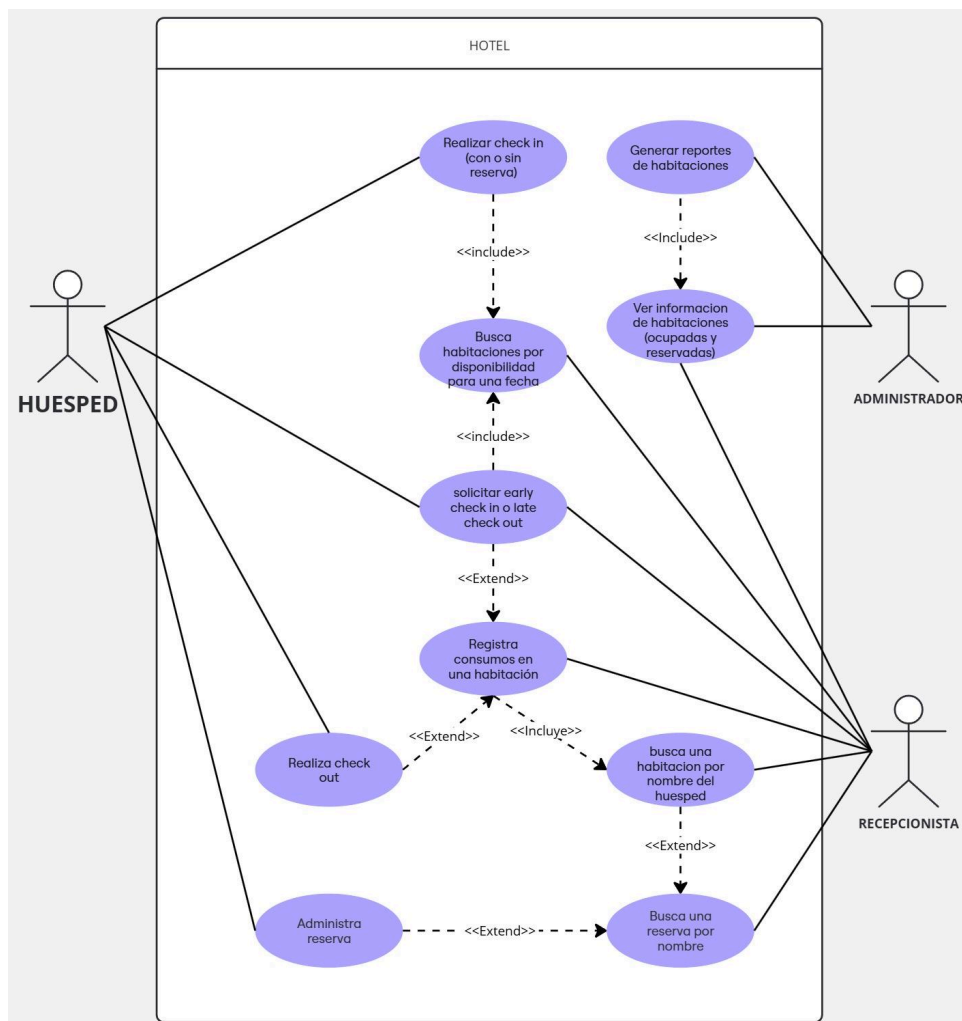 HOTEL
Realizar check in
(con o sin
reserva)
Generar reportes
de habitaciones
<<include>>
<<Include>>
Busca
habitaciones por
disponibilidad
para una fecha
Ver informacion
de habitaciones
(ocupadas y
reservadas)
HUESPED
ADMINISTRADOR
<<include>>
solicitar early
check in o late
check out
<<Extend>>
Registra
consumos en
una habitación
<<Extend>>
<<Incluye>>
Realiza check
out
busca una
habitacion por
nombre del
huesped
RECEPCIONISTA
<<Extend>>
Administra
reserva
<<Extend>>
Busca una
reserva por
nombre